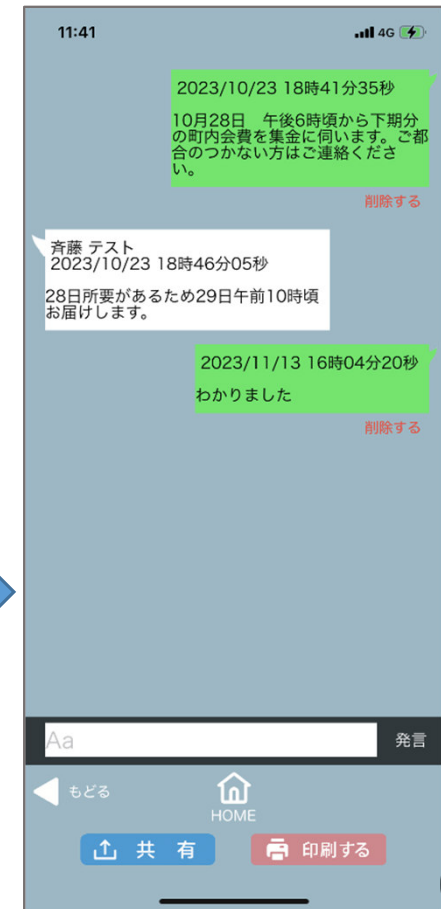 11:41
4G
2023/10/23 18時41分35秒
10月28日　午後6時頃から下期分
の町内会費を集金に伺います。ご都
合のつかない方はご連絡くださ
い。
削除する
斉藤 テスト
2023/10/23 18時46分05秒
28日所要があるため29日午前10時頃
お届けします。
2023/11/13 16時04分20秒
わかりました
削除する
Aa
発言
もどる
HOME
共 有
印刷する